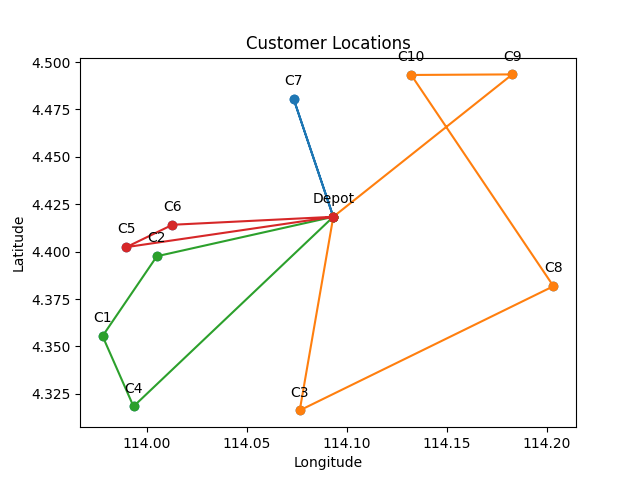 Customer Locations
C10
C9
C7
Depot
C6
C5
C2
C8
C1
C4
C3
4.500
4.475
4.450
4.425
4.400
4.375
4.350
4.325
Latitude
114.00
114.05
114.10
114.15
114.20
Longitude